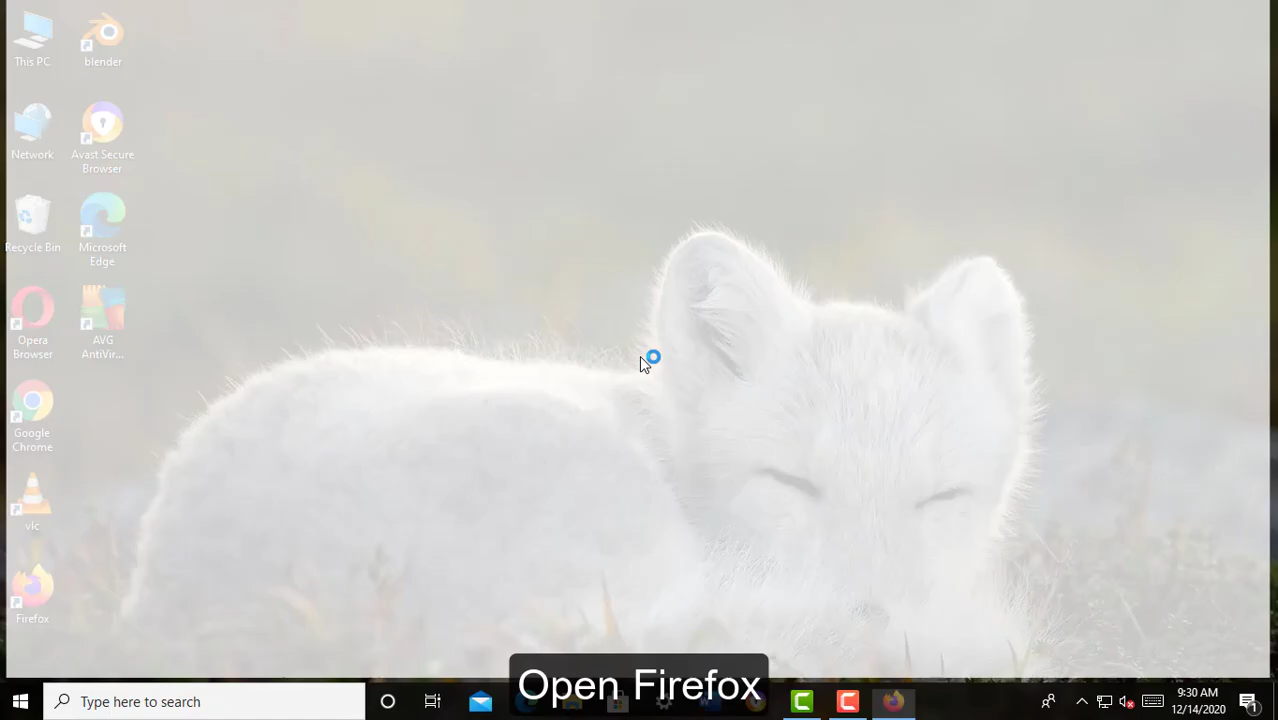 This PC
blender
Network
Avast Secure
Browser
Recycle Bin
Microsoft
Edge
Opera
Browser
AVG
AntiVir...
Google
Chrome
vlc
Firefox
Open Firefox
Type here to search
9:30 AM
12/14/2020
1